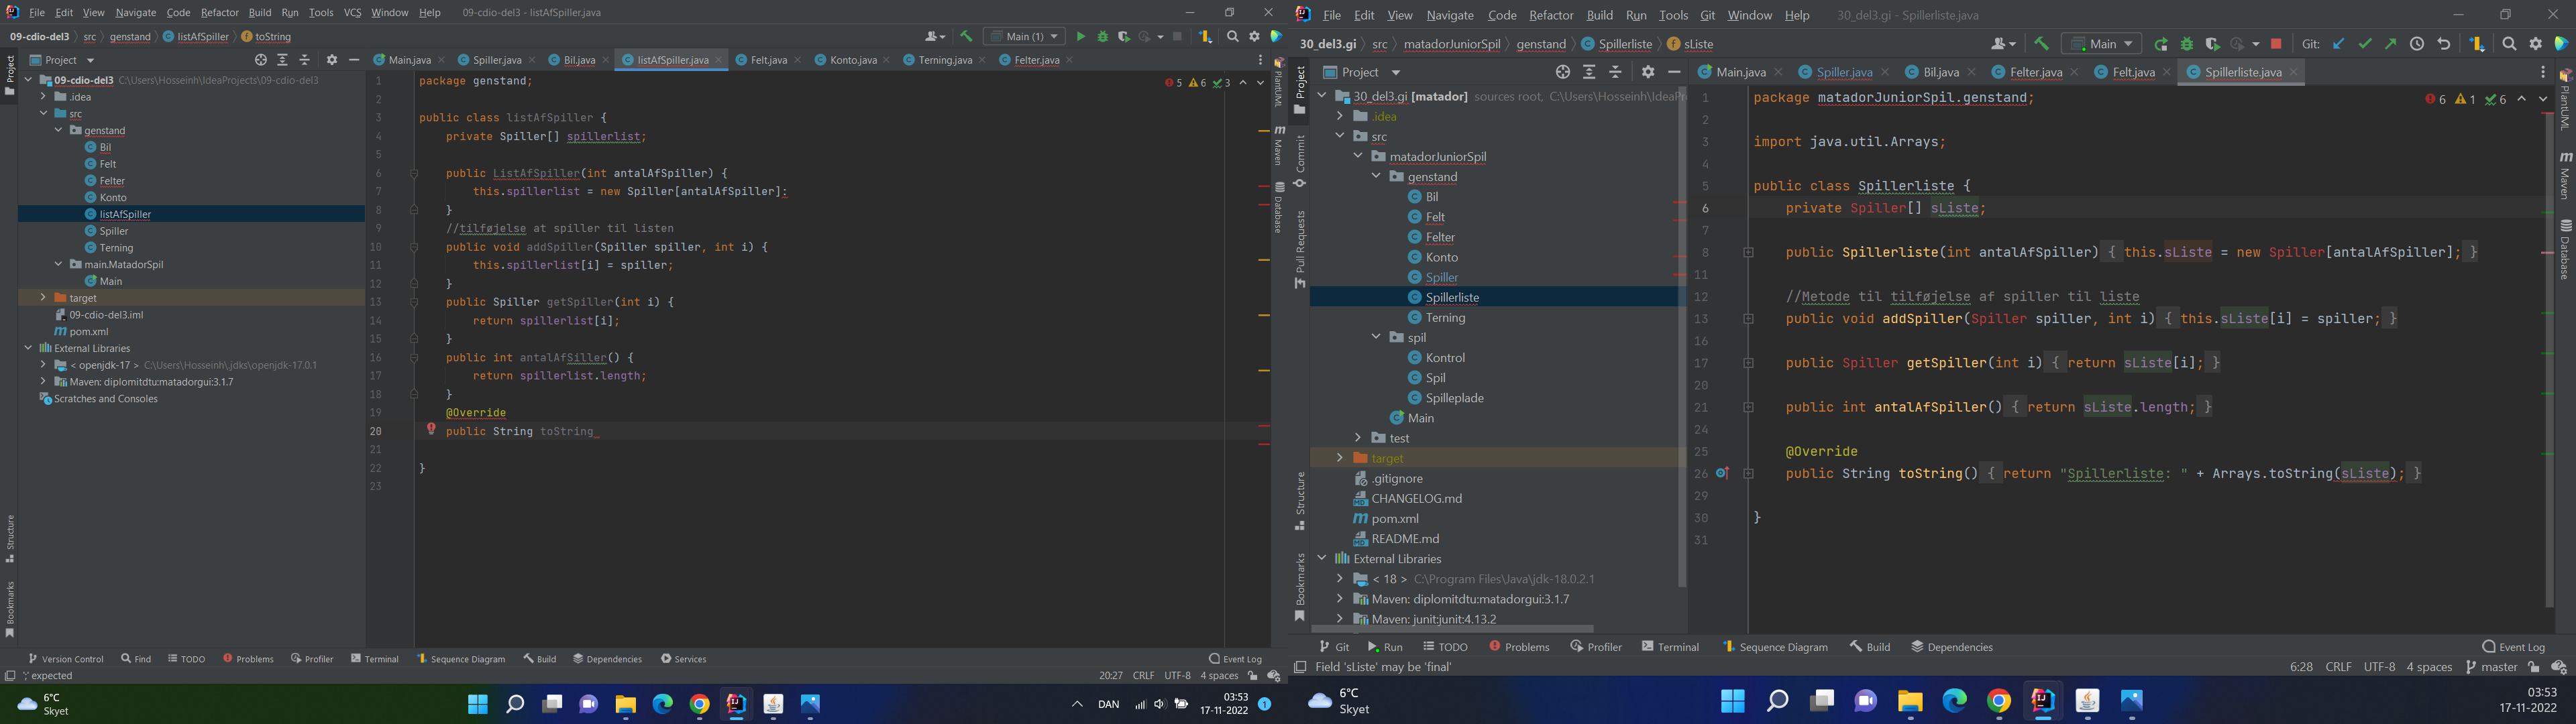 File Edit View Navigate Code Refactor Build Run Tools VCS Window Help 09-cdio-del3 - listAfSpiller.java
09-cdio-del3 src genstand listAfSpiller toString
Main (1)
Project
Main.java Spiller.java Bil.java listAfSpiller.java Felt.java Konto.java Terning.java Felter.java
09-cdio-del3 C:\Users\Hosseinh\IdeaProjects\09-cdio-del3
.idea
src
genstand
Bil
Felt
Felter
Konto
listAfSpiller
Spiller
Terning
main.MatadorSpil
Main
target
09-cdio-del3.iml
pom.xml
External Libraries
< openjdk-17 > C:\Users\Hosseinh\.jdks\openjdk-17.0.1
Maven: diplomitdtu:matadorgui:3.1.7
Scratches and Consoles
Project
Structure
Bookmarks
5 6 3
1 package genstand;
2
3 public class listAfSpiller {
4 private Spiller[] spillerlist;
5
6 public ListAfSpiller(int antalAfSpiller) {
7 this.spillerlist = new Spiller[antalAfSpiller]:
8 }
9 //tilføjelse at spiller til listen
10 public void addSpiller(Spiller spiller, int i) {
11 this.spillerlist[i] = spiller;
12 }
13 public Spiller getSpiller(int i) {
14 return spillerlist[i];
15 }
16 public int antalAfSiller() {
17 return spillerlist.length;
18 }
19 @Override
20 public String toString
21
22 }
23
PlantUML
Maven
Database
Version Control Find TODO Problems Profiler Terminal Sequence Diagram Build Dependencies Services Event Log
';' expected 20:27 CRLF UTF-8 4 spaces
6°C
Skyet
DAN
03:53
17-11-2022
1
File Edit View Navigate Code Refactor Build Run Tools Git Window Help 30_del3.gi - Spillerliste.java
30_del3.gi src matadorJuniorSpil genstand Spillerliste sListe
Main
Git:
Project
Main.java Spiller.java Bil.java Felter.java Felt.java Spillerliste.java
30_del3.gi [matador] sources root, C:\Users\Hosseinh\IdeaPr
.idea
src
matadorJuniorSpil
genstand
Bil
Felt
Felter
Konto
Spiller
Spillerliste
Terning
spil
Kontrol
Spil
Spilleplade
Main
test
target
.gitignore
CHANGELOG.md
pom.xml
README.md
External Libraries
< 18 > C:\Program Files\Java\jdk-18.0.2.1
Maven: diplomitdtu:matadorgui:3.1.7
Maven: junit:junit:4.13.2
Project
Commit
Pull Requests
Structure
Bookmarks
6 1 6
1 package matadorJuniorSpil.genstand;
2
3 import java.util.Arrays;
4
5 public class Spillerliste {
6 private Spiller[] sListe;
7
8 public Spillerliste(int antalAfSpiller) { this.sListe = new Spiller[antalAfSpiller]; }
11
12 //Metode til tilføjelse af spiller til liste
13 public void addSpiller(Spiller spiller, int i) { this.sListe[i] = spiller; }
16
17 public Spiller getSpiller(int i) { return sListe[i]; }
20
21 public int antalAfSpiller() { return sListe.length; }
24
25 @Override
26 public String toString() { return "Spillerliste: " + Arrays.toString(sListe); }
29
30 }
31
PlantUML
Maven
Database
Git Run TODO Problems Profiler Terminal Sequence Diagram Build Dependencies Event Log
Field 'sListe' may be 'final' 6:28 CRLF UTF-8 4 spaces master
6°C
Skyet
03:53
17-11-2022